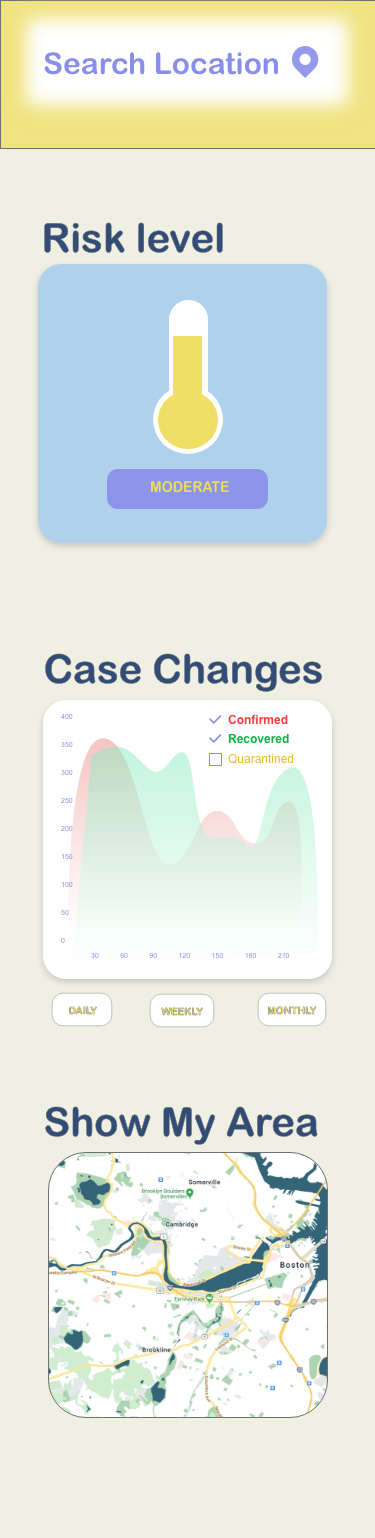 Search Location
Risk level
MODERATE
Case Changes
400
350
300
250
200
150
100
50
0
Confirmed
Recovered
Quarantined
30 60 90 120 150 180 210
DAILY WEEKLY MONTHLY
Show My Area
Somerville
Brooklyn Boulders
Somerville
Cambridge
Boston
Fenway Park
Brookline